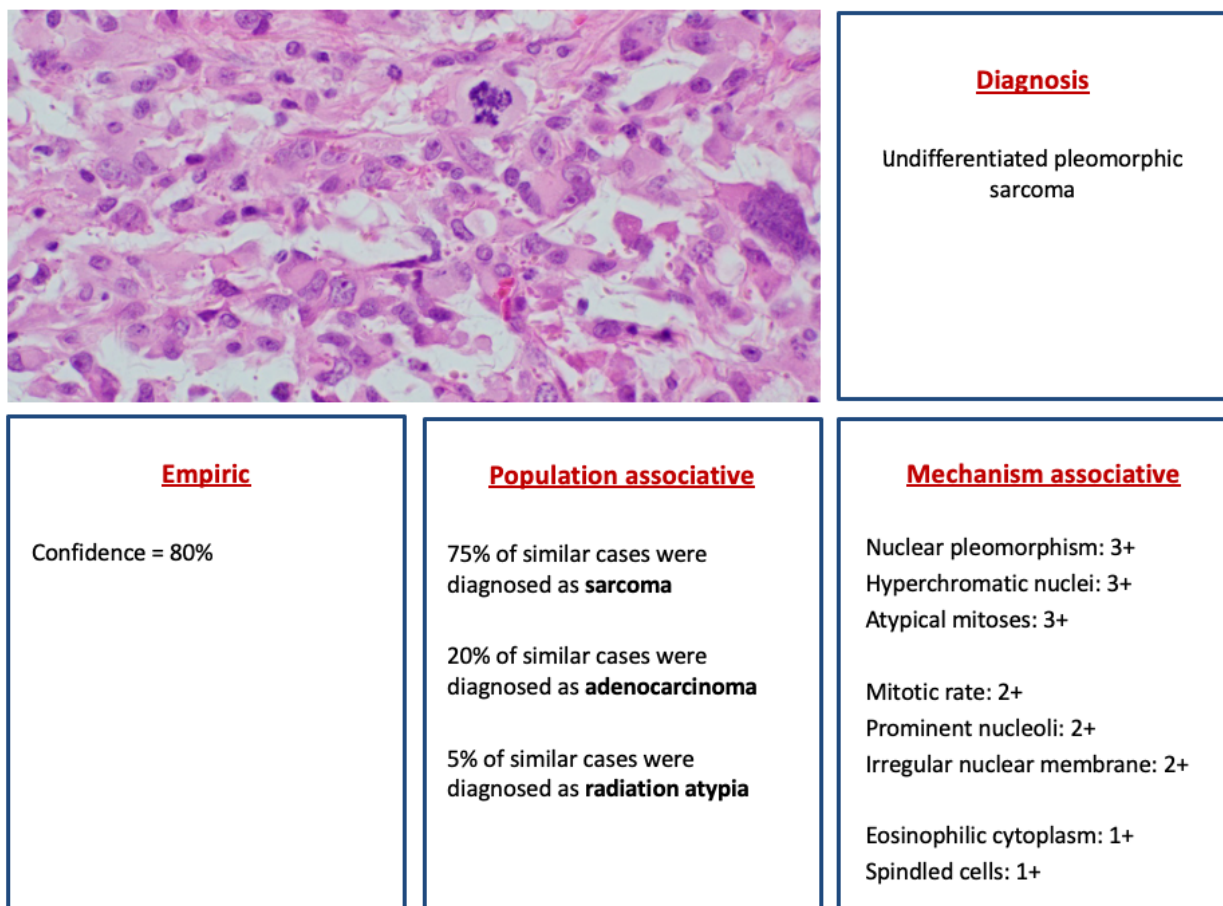 Diagnosis
Undifferentiated pleomorphic
sarcoma
Empiric
Confidence = 80%
Population associative
75% of similar cases were
diagnosed as sarcoma
20% of similar cases were
diagnosed as adenocarcinoma
5% of similar cases were
diagnosed as radiation atypia
Mechanism associative
Nuclear pleomorphism: 3+
Hyperchromatic nuclei: 3+
Atypical mitoses: 3+
Mitotic rate: 2+
Prominent nucleoli: 2+
Irregular nuclear membrane: 2+
Eosinophilic cytoplasm: 1+
Spindled cells: 1+